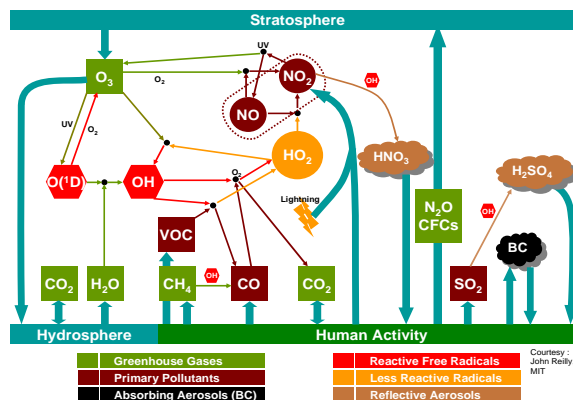 Stratosphere
UV
O3
O2
NO2
OH
UV
O2
NO
HO2
HNO3
O(1D)
OH
O2
H2SO4
Lightning
N2O
CFCs
OH
VOC
BC
CO2
H2O
CH4
OH
CO
CO2
SO2
Hydrosphere
Human Activity
Greenhouse Gases
Primary Pollutants
Absorbing Aerosols (BC)
Reactive Free Radicals
Less Reactive Radicals
Reflective Aerosols
Courtesy :
John Reilly
MIT